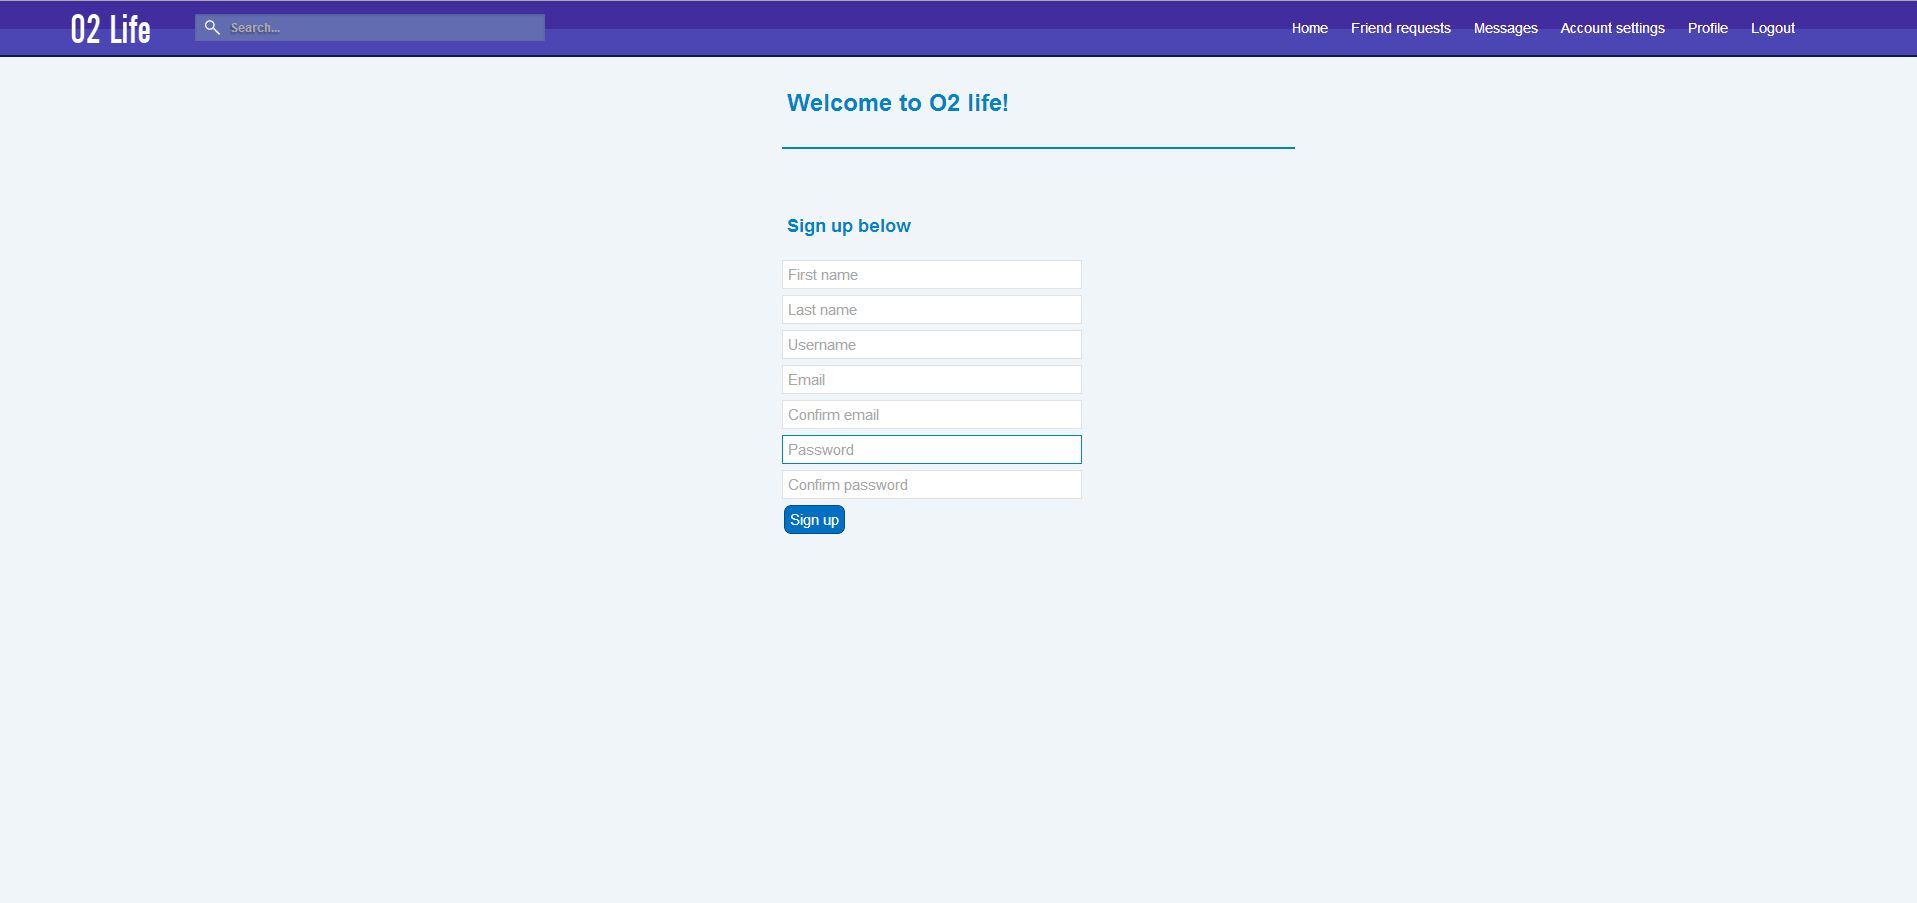 O2 Life Search... Home Friend requests Messages Account settings Profile Logout
Welcome to O2 life!
Sign up below
First name
Last name
Username
Email
Confirm email
Password
Confirm password
Sign up